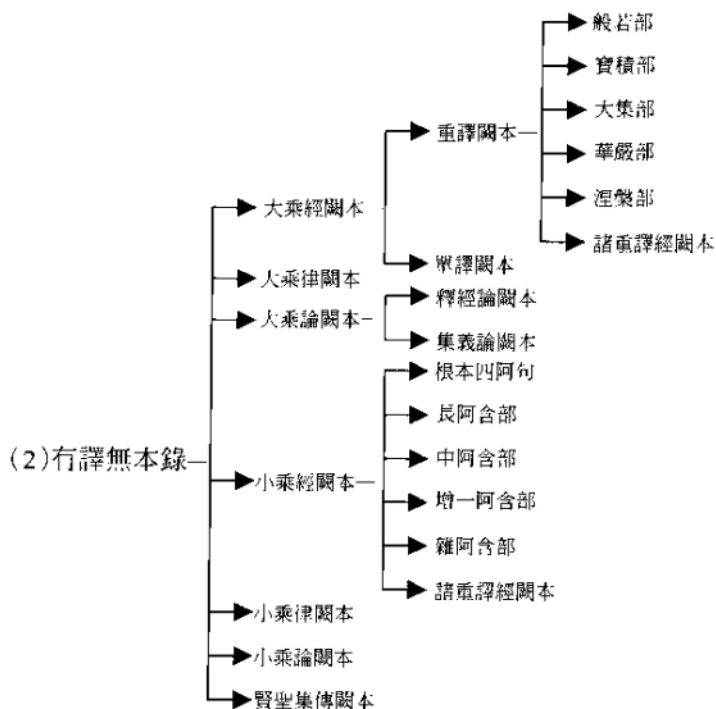 (2)有譯無本錄
大乘經闕本
重譯闕本
般若部
寶積部
大集部
華嚴部
涅槃部
諸重譯經闕本
單譯闕本
大乘律闕本
大乘論闕本
釋經論闕本
集義論闕本
小乘經闕本
根本四阿含
長阿含部
中阿含部
增一阿含部
雜阿含部
諸重譯經闕本
小乘律闕本
小乘論闕本
賢聖集傳闕本